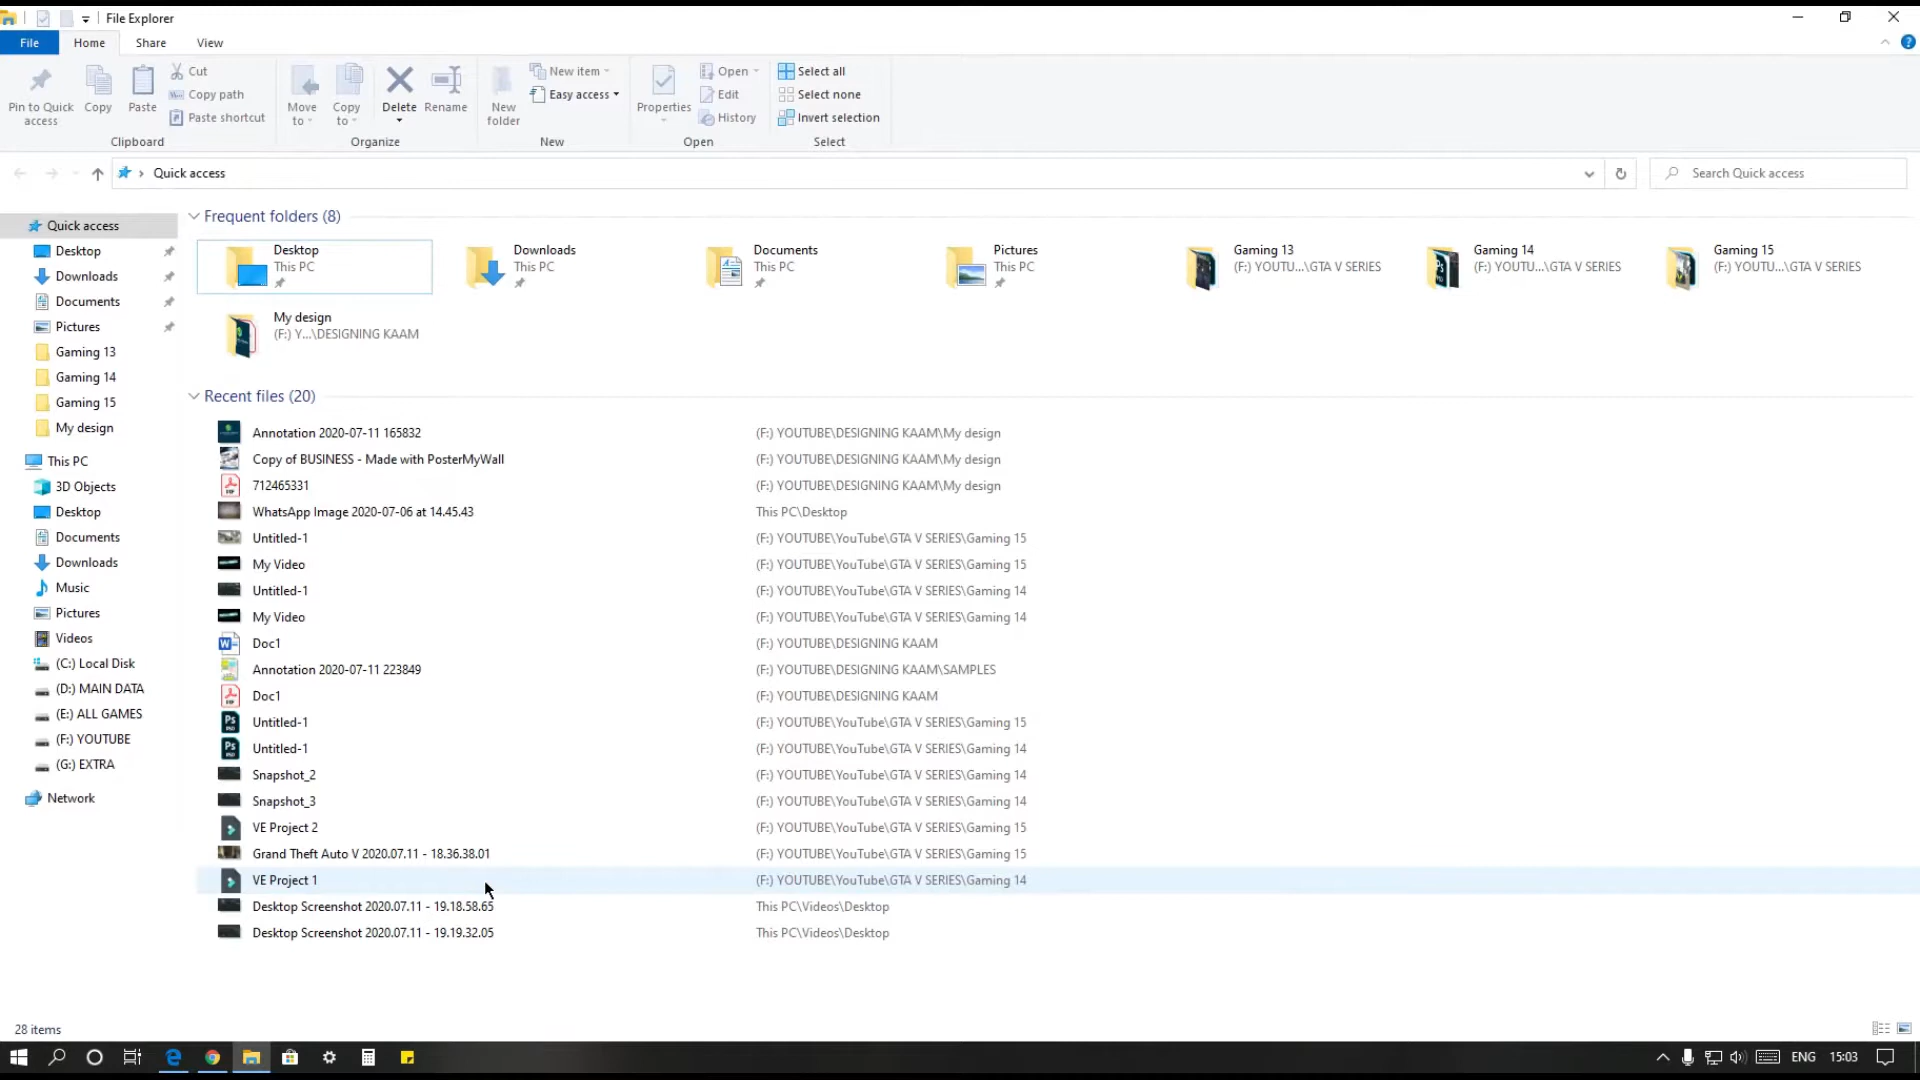 File Explorer
File Home Share View
Pin to Quick access
Copy
Paste
Cut
Copy path
Paste shortcut
Clipboard
Move to
Copy to
Delete
Rename
Organize
New folder
New item
Easy access
New
Properties
Open
Edit
History
Open
Select all
Select none
Invert selection
Select
Quick access
Search Quick access
Quick access
Desktop
Downloads
Documents
Pictures
Gaming 13
Gaming 14
Gaming 15
My design
This PC
3D Objects
Desktop
Documents
Downloads
Music
Pictures
Videos
(C:) Local Disk
(D:) MAIN DATA
(E:) ALL GAMES
(F:) YOUTUBE
(G:) EXTRA
Network
Frequent folders (8)
Desktop
This PC
Downloads
This PC
Documents
This PC
Pictures
This PC
Gaming 13
(F:) YOUTU...\GTA V SERIES
Gaming 14
(F:) YOUTU...\GTA V SERIES
Gaming 15
(F:) YOUTU...\GTA V SERIES
My design
(F:) Y...\DESIGNING KAAM
Recent files (20)
Annotation 2020-07-11 165832 (F:) YOUTUBE\DESIGNING KAAM\My design
Copy of BUSINESS - Made with PosterMyWall (F:) YOUTUBE\DESIGNING KAAM\My design
712465331 (F:) YOUTUBE\DESIGNING KAAM\My design
WhatsApp Image 2020-07-06 at 14.45.43 This PC\Desktop
Untitled-1 (F:) YOUTUBE\YouTube\GTA V SERIES\Gaming 15
My Video (F:) YOUTUBE\YouTube\GTA V SERIES\Gaming 15
Untitled-1 (F:) YOUTUBE\YouTube\GTA V SERIES\Gaming 14
My Video (F:) YOUTUBE\YouTube\GTA V SERIES\Gaming 14
Doc1 (F:) YOUTUBE\DESIGNING KAAM
Annotation 2020-07-11 223849 (F:) YOUTUBE\DESIGNING KAAM\SAMPLES
Doc1 (F:) YOUTUBE\DESIGNING KAAM
Untitled-1 (F:) YOUTUBE\YouTube\GTA V SERIES\Gaming 15
Untitled-1 (F:) YOUTUBE\YouTube\GTA V SERIES\Gaming 14
Snapshot_2 (F:) YOUTUBE\YouTube\GTA V SERIES\Gaming 14
Snapshot_3 (F:) YOUTUBE\YouTube\GTA V SERIES\Gaming 14
VE Project 2 (F:) YOUTUBE\YouTube\GTA V SERIES\Gaming 15
Grand Theft Auto V 2020.07.11 - 18.36.38.01 (F:) YOUTUBE\YouTube\GTA V SERIES\Gaming 15
VE Project 1 (F:) YOUTUBE\YouTube\GTA V SERIES\Gaming 14
Desktop Screenshot 2020.07.11 - 19.18.58.65 This PC\Videos\Desktop
Desktop Screenshot 2020.07.11 - 19.19.32.05 This PC\Videos\Desktop
28 items
ENG 15:03